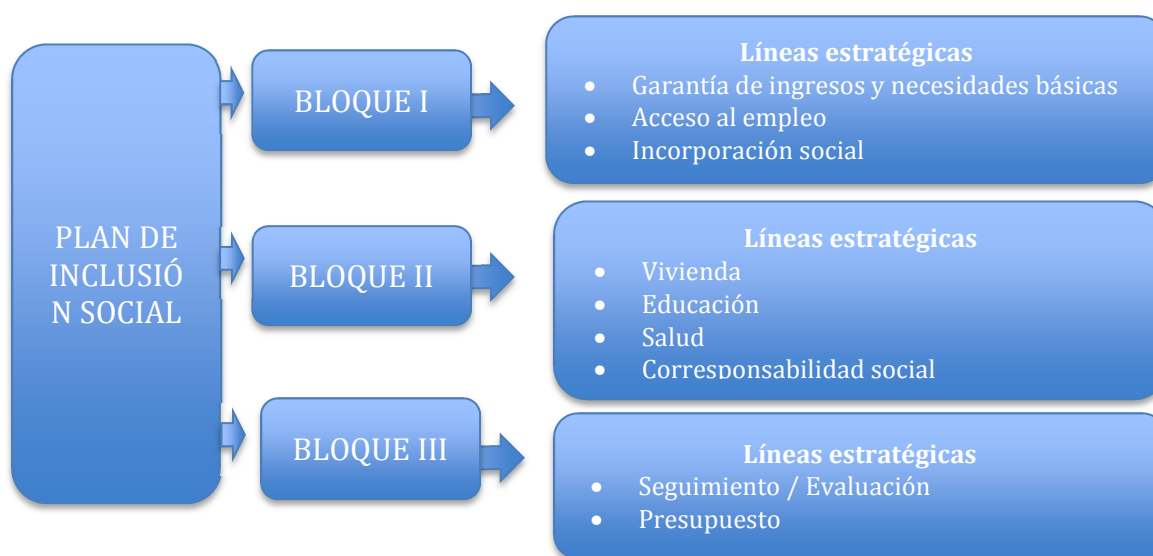 PLAN DE
INCLUSIÓ
N SOCIAL
BLOQUE I
Líneas estratégicas
• Garantía de ingresos y necesidades básicas
• Acceso al empleo
• Incorporación social
BLOQUE II
Líneas estratégicas
• Vivienda
• Educación
• Salud
• Corresponsabilidad social
BLOQUE III
Líneas estratégicas
• Seguimiento / Evaluación
• Presupuesto